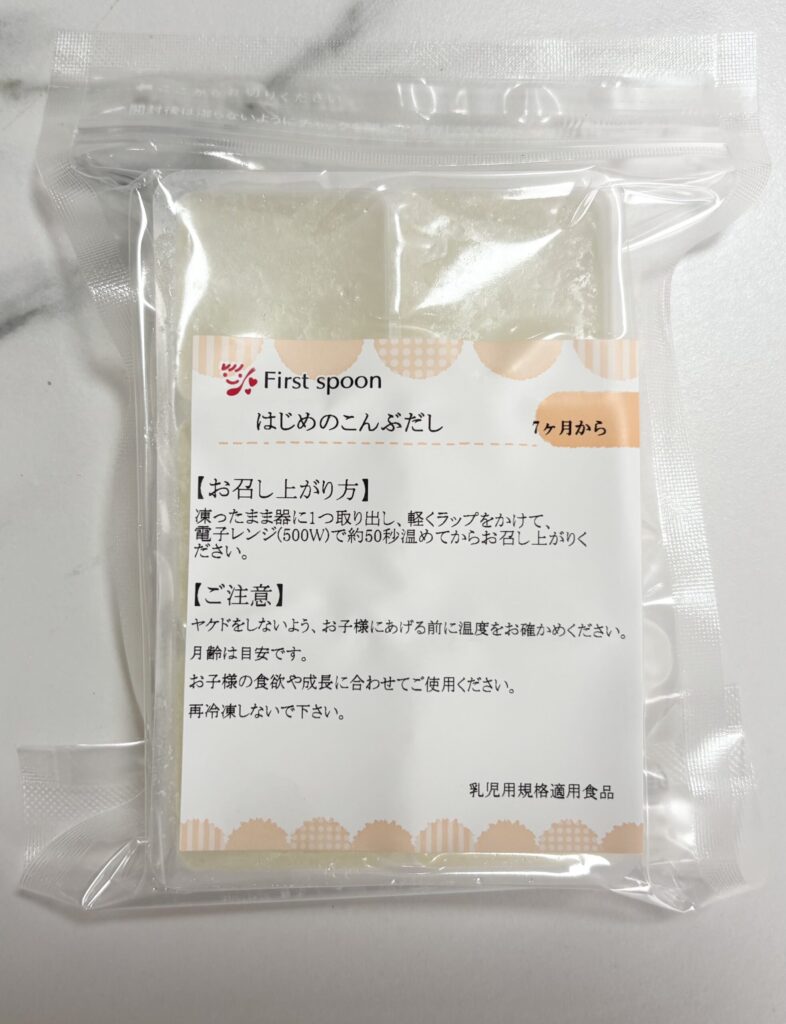 開封後は
First spoon
はじめのこんぶだし
7ヶ月から
【お召し上がり方】
凍ったまま器に1つ取り出し、軽くラップをかけて、
電子レンジ(500W)で約50秒温めてからお召し上がりく
ださい。
【ご注意】
ヤケドをしないよう、お子様にあげる前に温度をお確かめください。
月齢は目安です。
お子様の食欲や成長に合わせてご使用ください。
再冷凍しないで下さい。
乳児用規格適用食品